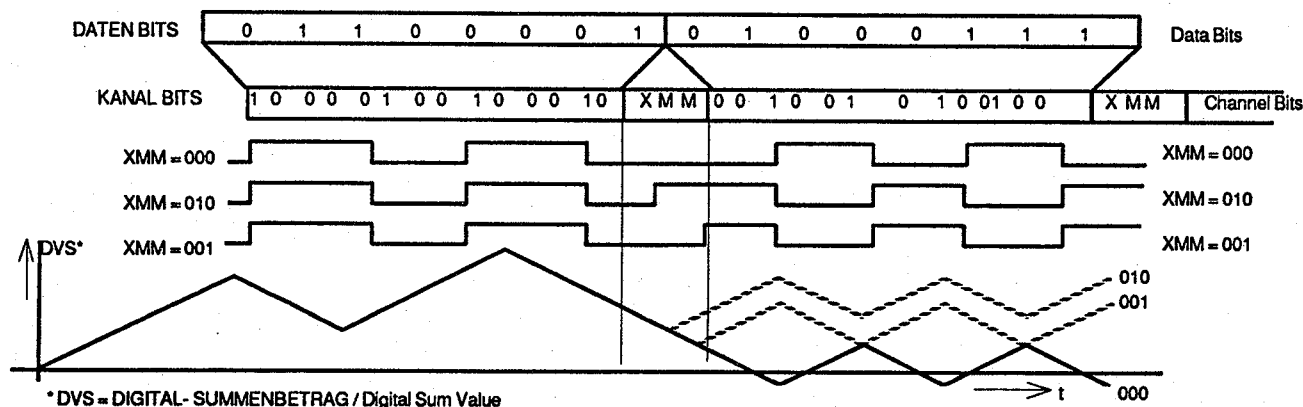 DATEN BITS 0 1 1 0 0 0 0 1 0 1 0 0 0 1 1 1 Data Bits
KANAL BITS 1 0 0 0 0 1 0 0 1 0 0 0 1 0 X M M 0 0 1 0 0 1 0 1 0 0 1 0 0 X M M Channel Bits
XMM = 000 XMM = 000
XMM = 010 XMM = 010
XMM = 001 XMM = 001
DVS*
010
001
t 000
* DVS = DIGITAL- SUMMENBETRAG / Digital Sum Value